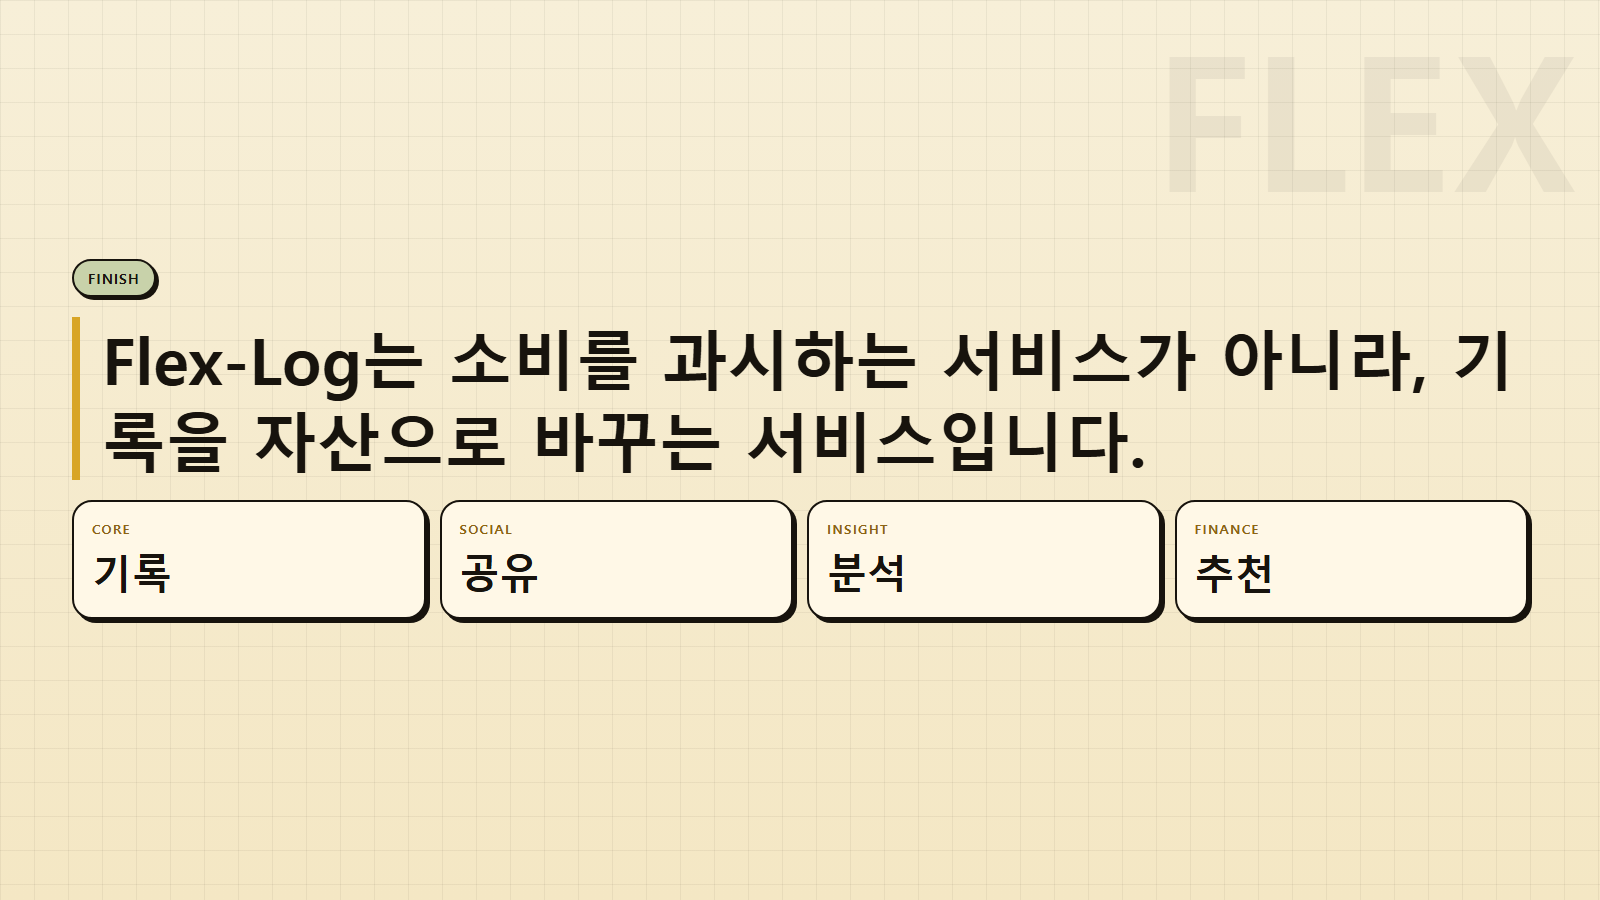 FLEX
FINISH
Flex-Log는 소비를 과시하는 서비스가 아니라, 기
록을 자산으로 바꾸는 서비스입니다.
CORE
기록
SOCIAL
공유
INSIGHT
분석
FINANCE
추천